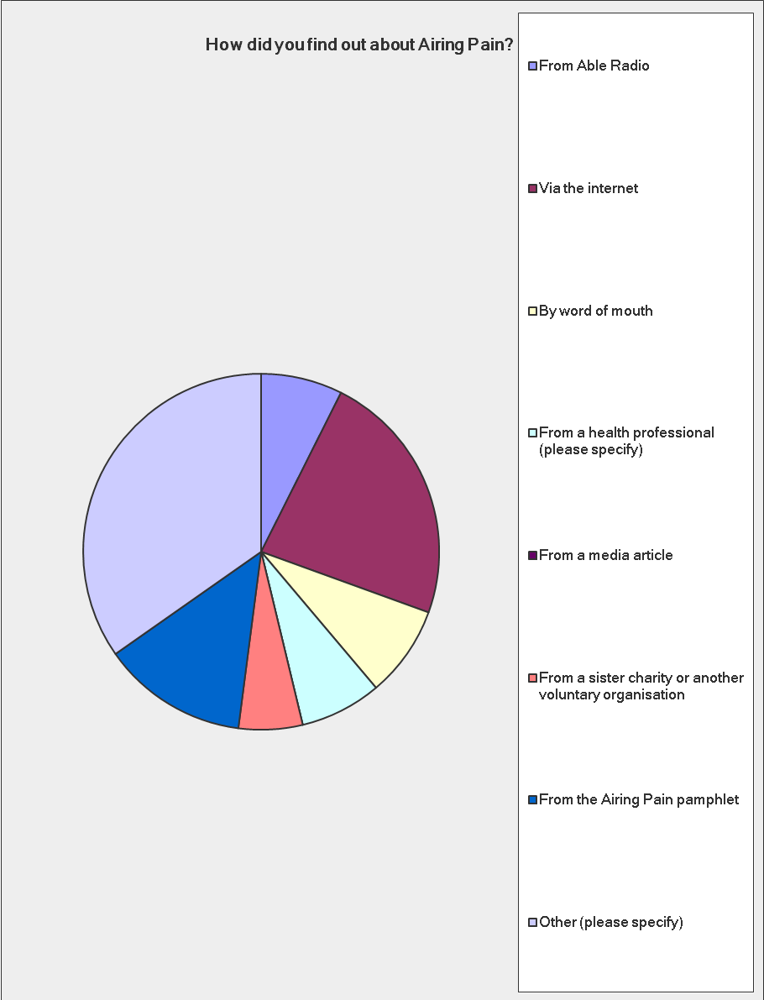 How did you find out about Airing Pain?
From Able Radio
Via the internet
By word of mouth
From a health professional
(please specify)
From a media article
From a sister charity or another
voluntary organisation
From the Airing Pain pamphlet
Other (please specify)